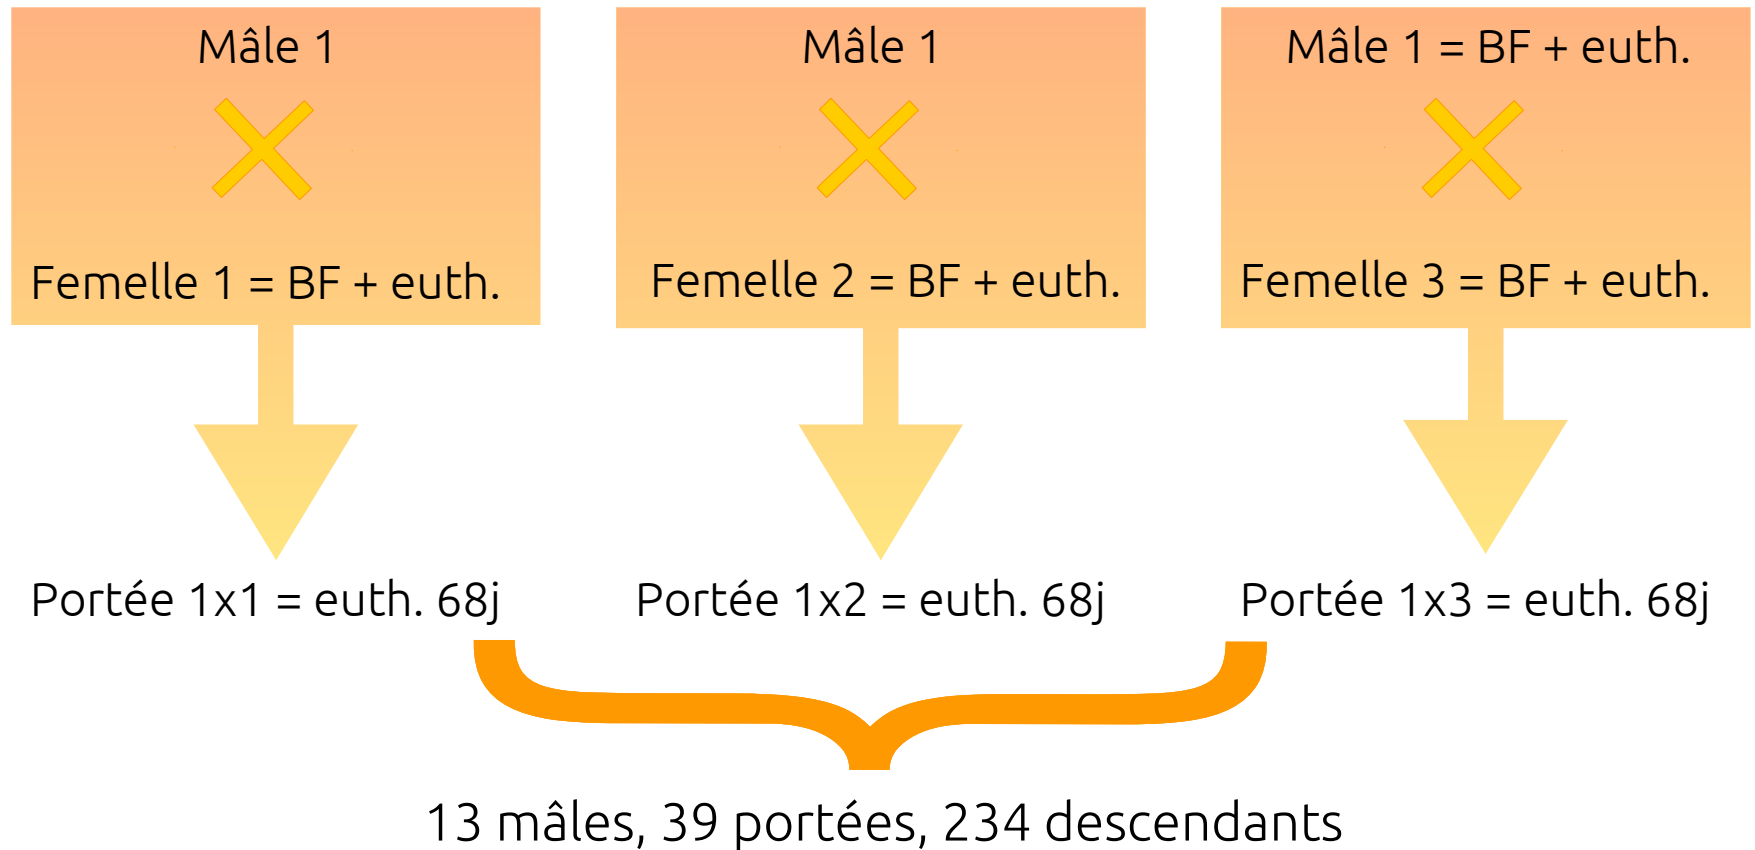 Mâle 1
Mâle 1
Mâle 1 = BF + euth.
Femelle 1 = BF + euth.
Femelle 2 = BF + euth.
Femelle 3 = BF + euth.
Portée 1x1 = euth. 68j
Portée 1x2 = euth. 68j
Portée 1x3 = euth. 68j
13 mâles, 39 portées, 234 descendants